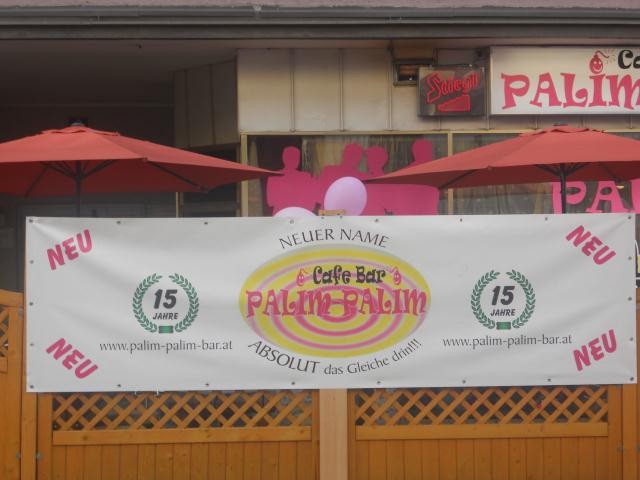 Ca
PALIM
PA
NEU
NEUER NAME
NEU
15
JAHRE
Cafe Bar
PALIM-PALIM
15
JAHRE
www.palim-palim-bar.at
www.palim-palim-bar.at
NEU
ABSOLUT das Gleiche drin!!!
NEU